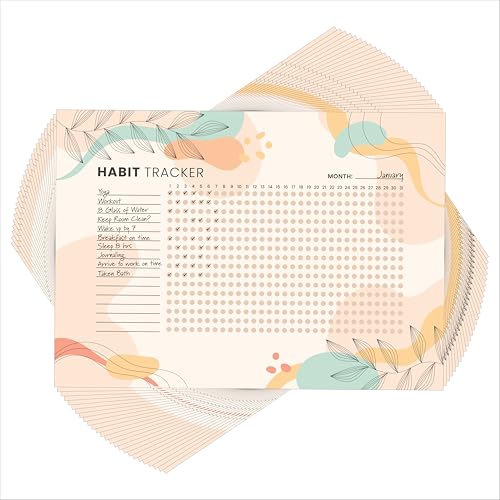 HABIT TRACKER
MONTH: January
1 2 3 4 5 6 7 8 9 10 11 12 13 14 15 16 17 18 19 20 21 22 23 24 25 26 27 28 29 30 31
Yoga
Workout
8 Glass of Water
Keep Room Clean?
Wake up by 7
Breakfast on time
Sleep 8 hrs.
Journaling
Arrive to work on time
Taken Bath